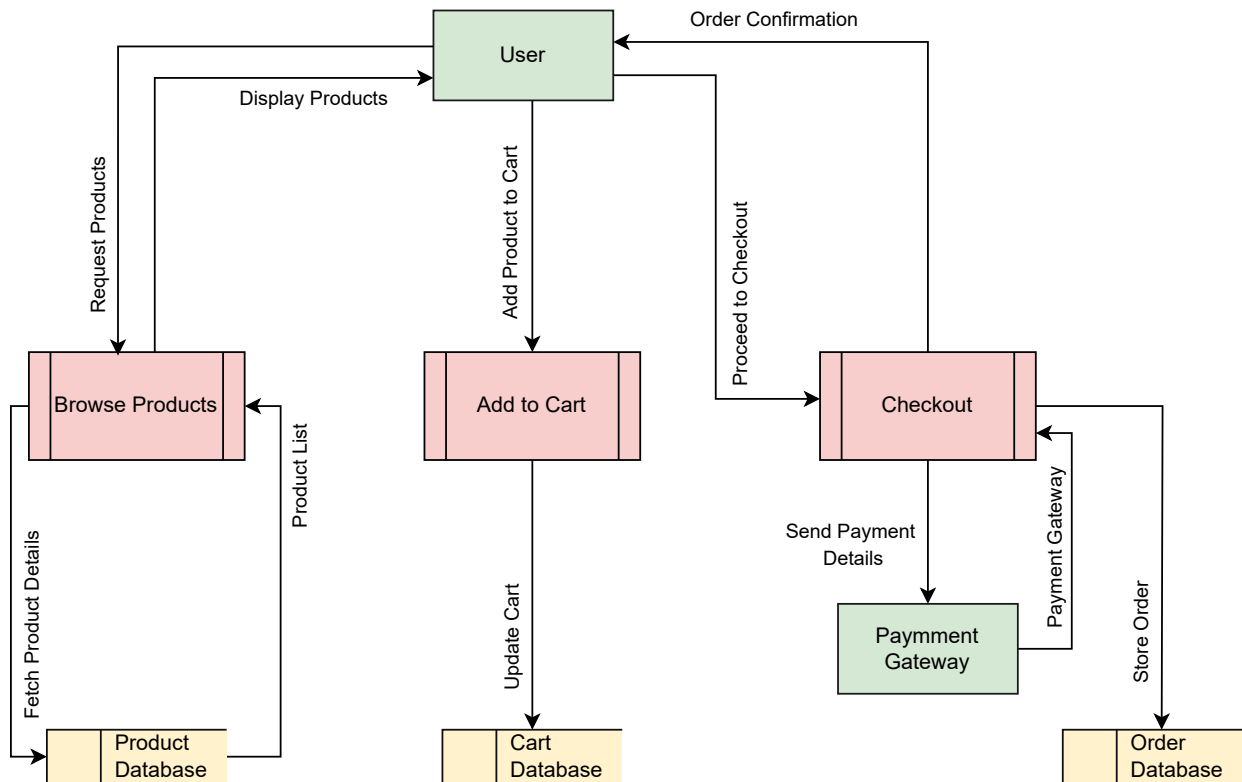 Order Confirmation
User
Display Products
Request Products
Add Product to Cart
Proceed to Checkout
Browse Products
Add to Cart
Checkout
Product List
Fetch Product Details
Update Cart
Send Payment
Details
Payment Gateway
Store Order
Paymment
Gateway
Product
Database
Cart
Database
Order
Database